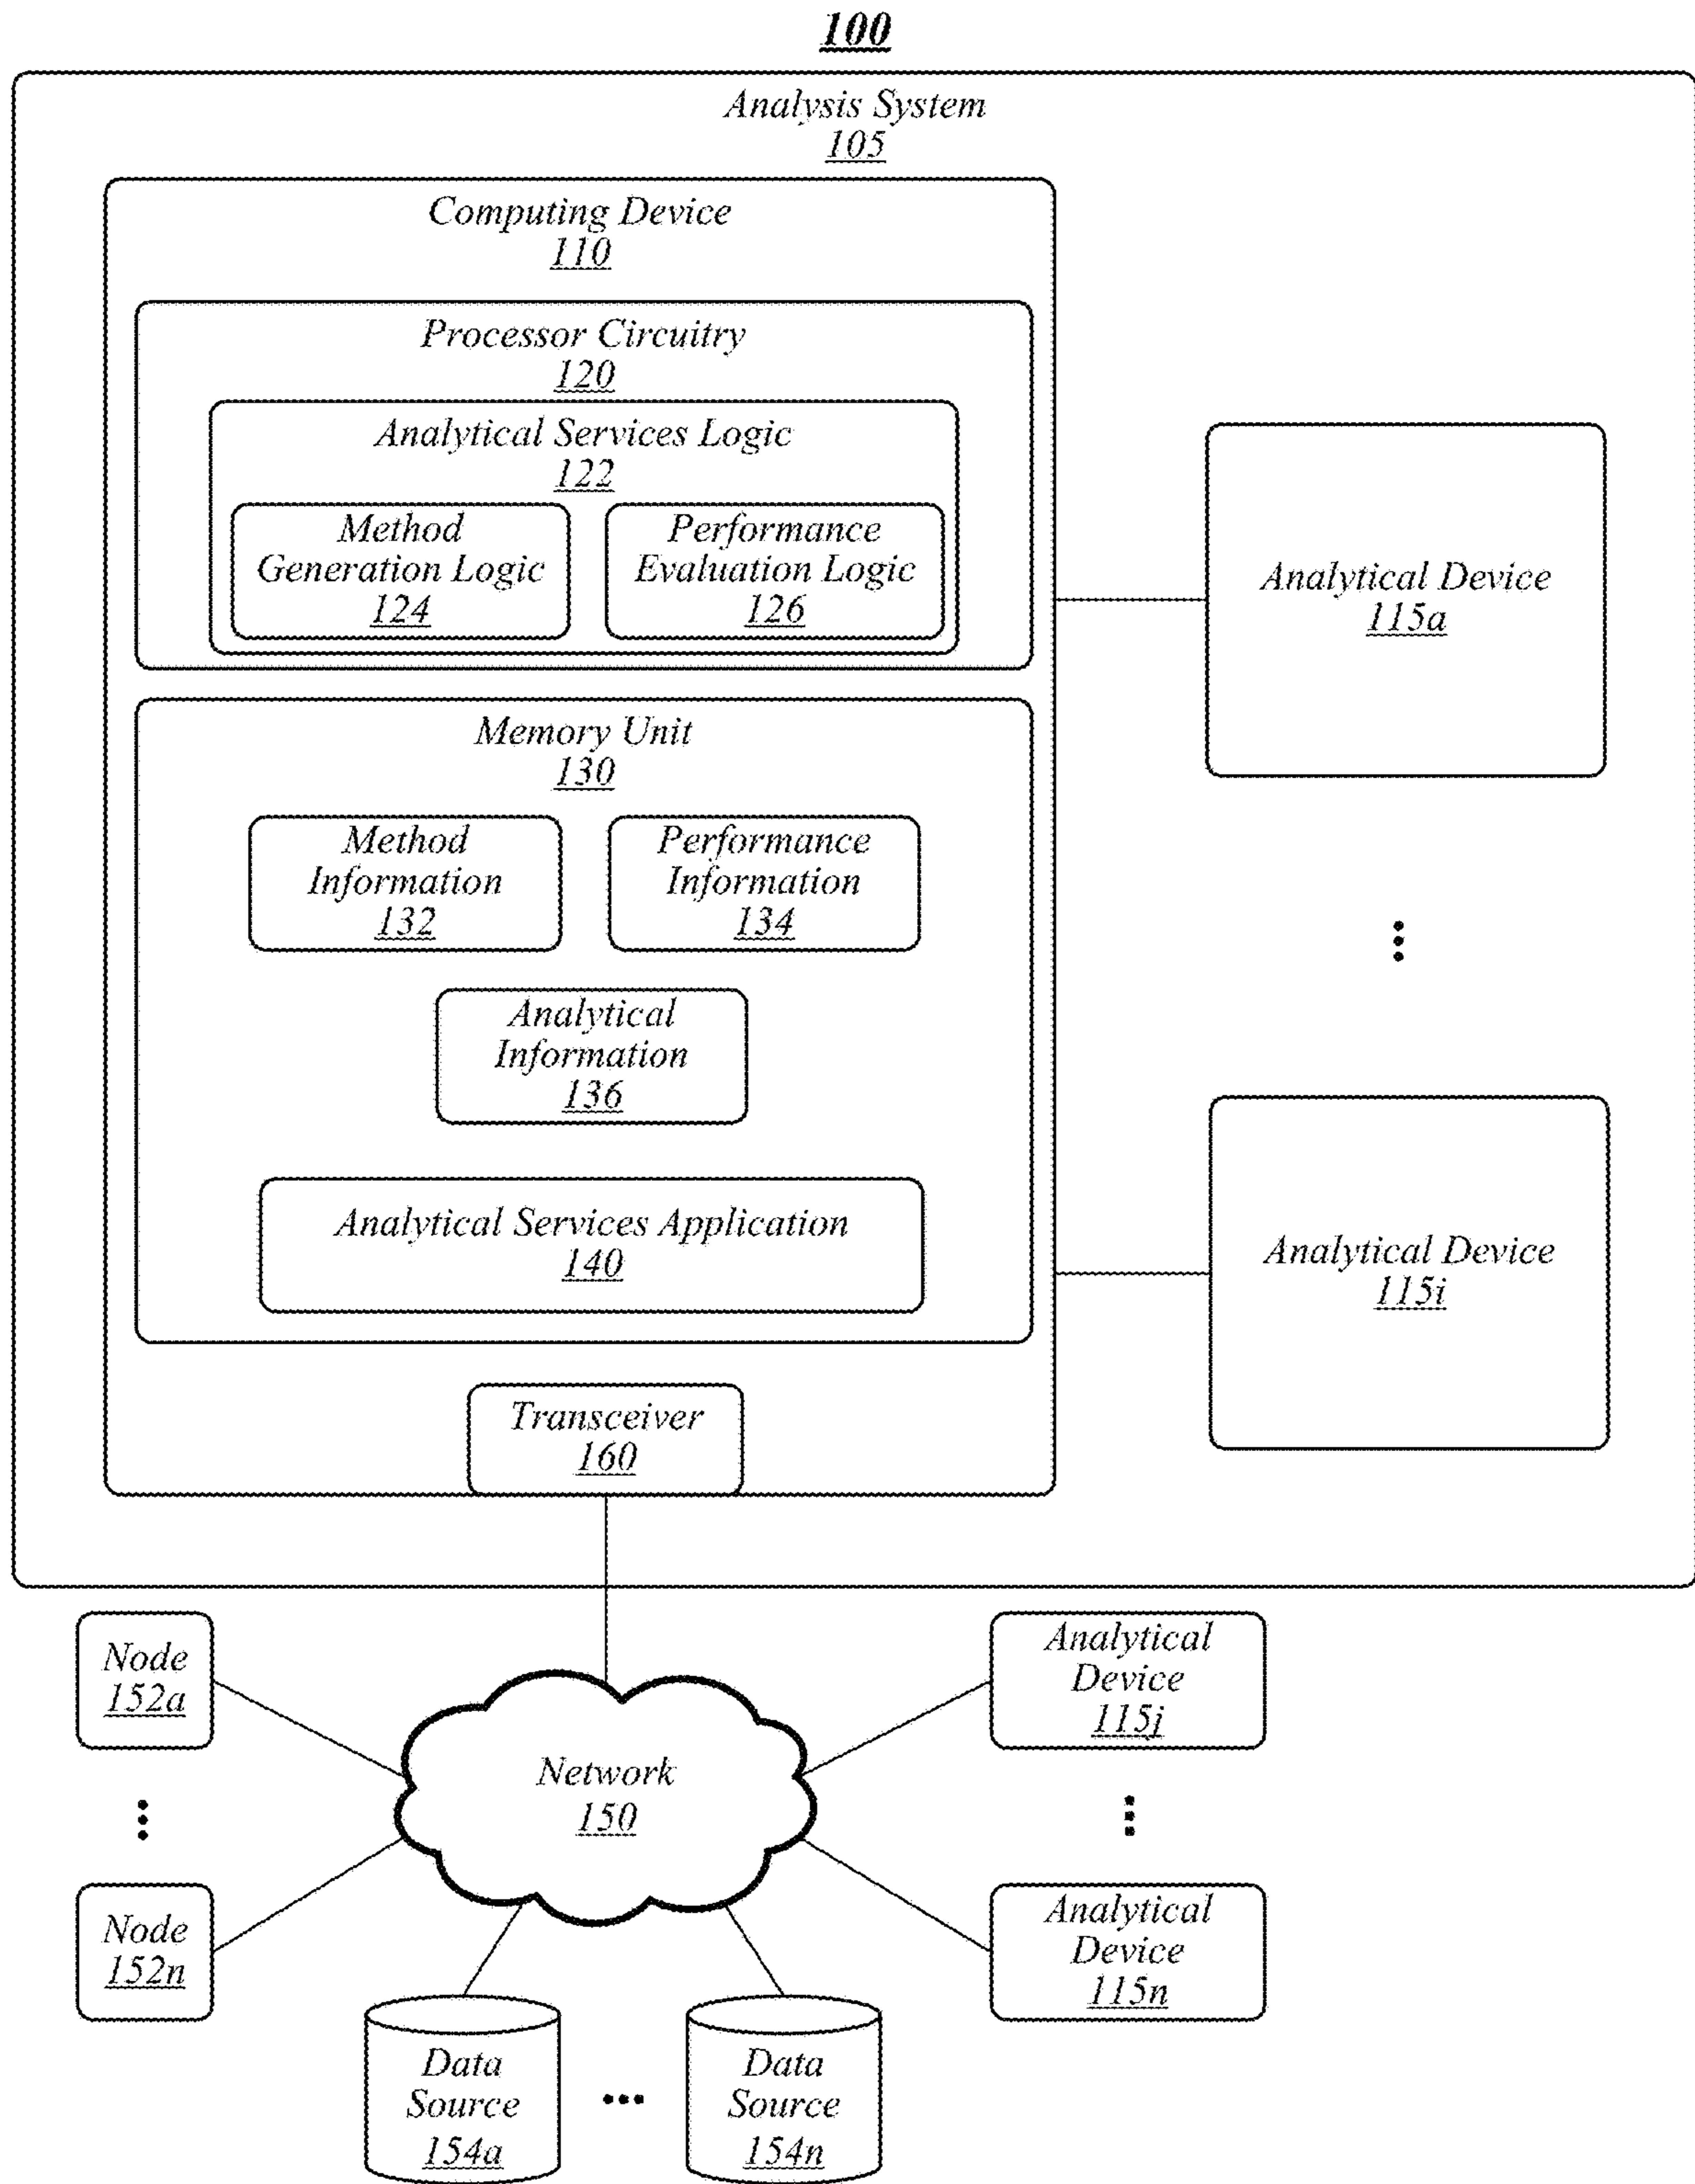 100
Analysis System
105
Computing Device
110
Processor Circuitry
120
Analytical Services Logic
122
Method
Generation Logic
124
Performance
Evaluation Logic
126
Analytical Device
115a
Memory Unit
130
Method
Information
132
Performance
Information
134
Analytical
Information
136
Analytical Services Application
140
Analytical Device
115i
Transceiver
160
Node
152a
Analytical
Device
115j
Network
150
Node
152n
Analytical
Device
115n
Data
Source
154a
Data
Source
154n